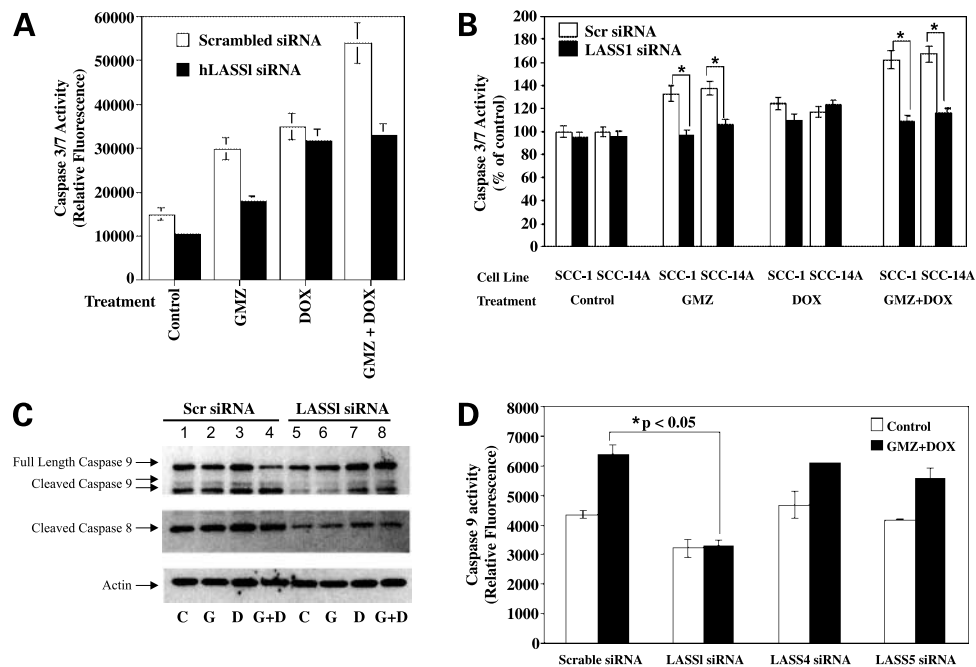 A
60000
50000
40000
30000
20000
10000
0
Caspase 3/7 Activity
(Relative Fluorescence)
Scrambled siRNA
hLASSl siRNA
Treatment
Control
GMZ
DOX
GMZ + DOX
B
200
180
160
140
120
100
80
60
40
20
0
Caspase 3/7 Activity
(% of control)
Scr siRNA
LASS1 siRNA
* * * *
Cell Line SCC-1 SCC-14A SCC-1 SCC-14A SCC-1 SCC-14A SCC-1 SCC-14A
Treatment Control GMZ DOX GMZ+DOX
C
Scr siRNA LASSl siRNA
1 2 3 4 5 6 7 8
Full Length Caspase 9
Cleaved Caspase 9
Cleaved Caspase 8
Actin
C G D G+D C G D G+D
D
8000
7000
6000
5000
4000
3000
2000
1000
0
Caspase 9 activity
(Relative Fluorescence)
*p < 0.05
Control
GMZ+DOX
Scrable siRNA LASSl siRNA LASS4 siRNA LASS5 siRNA